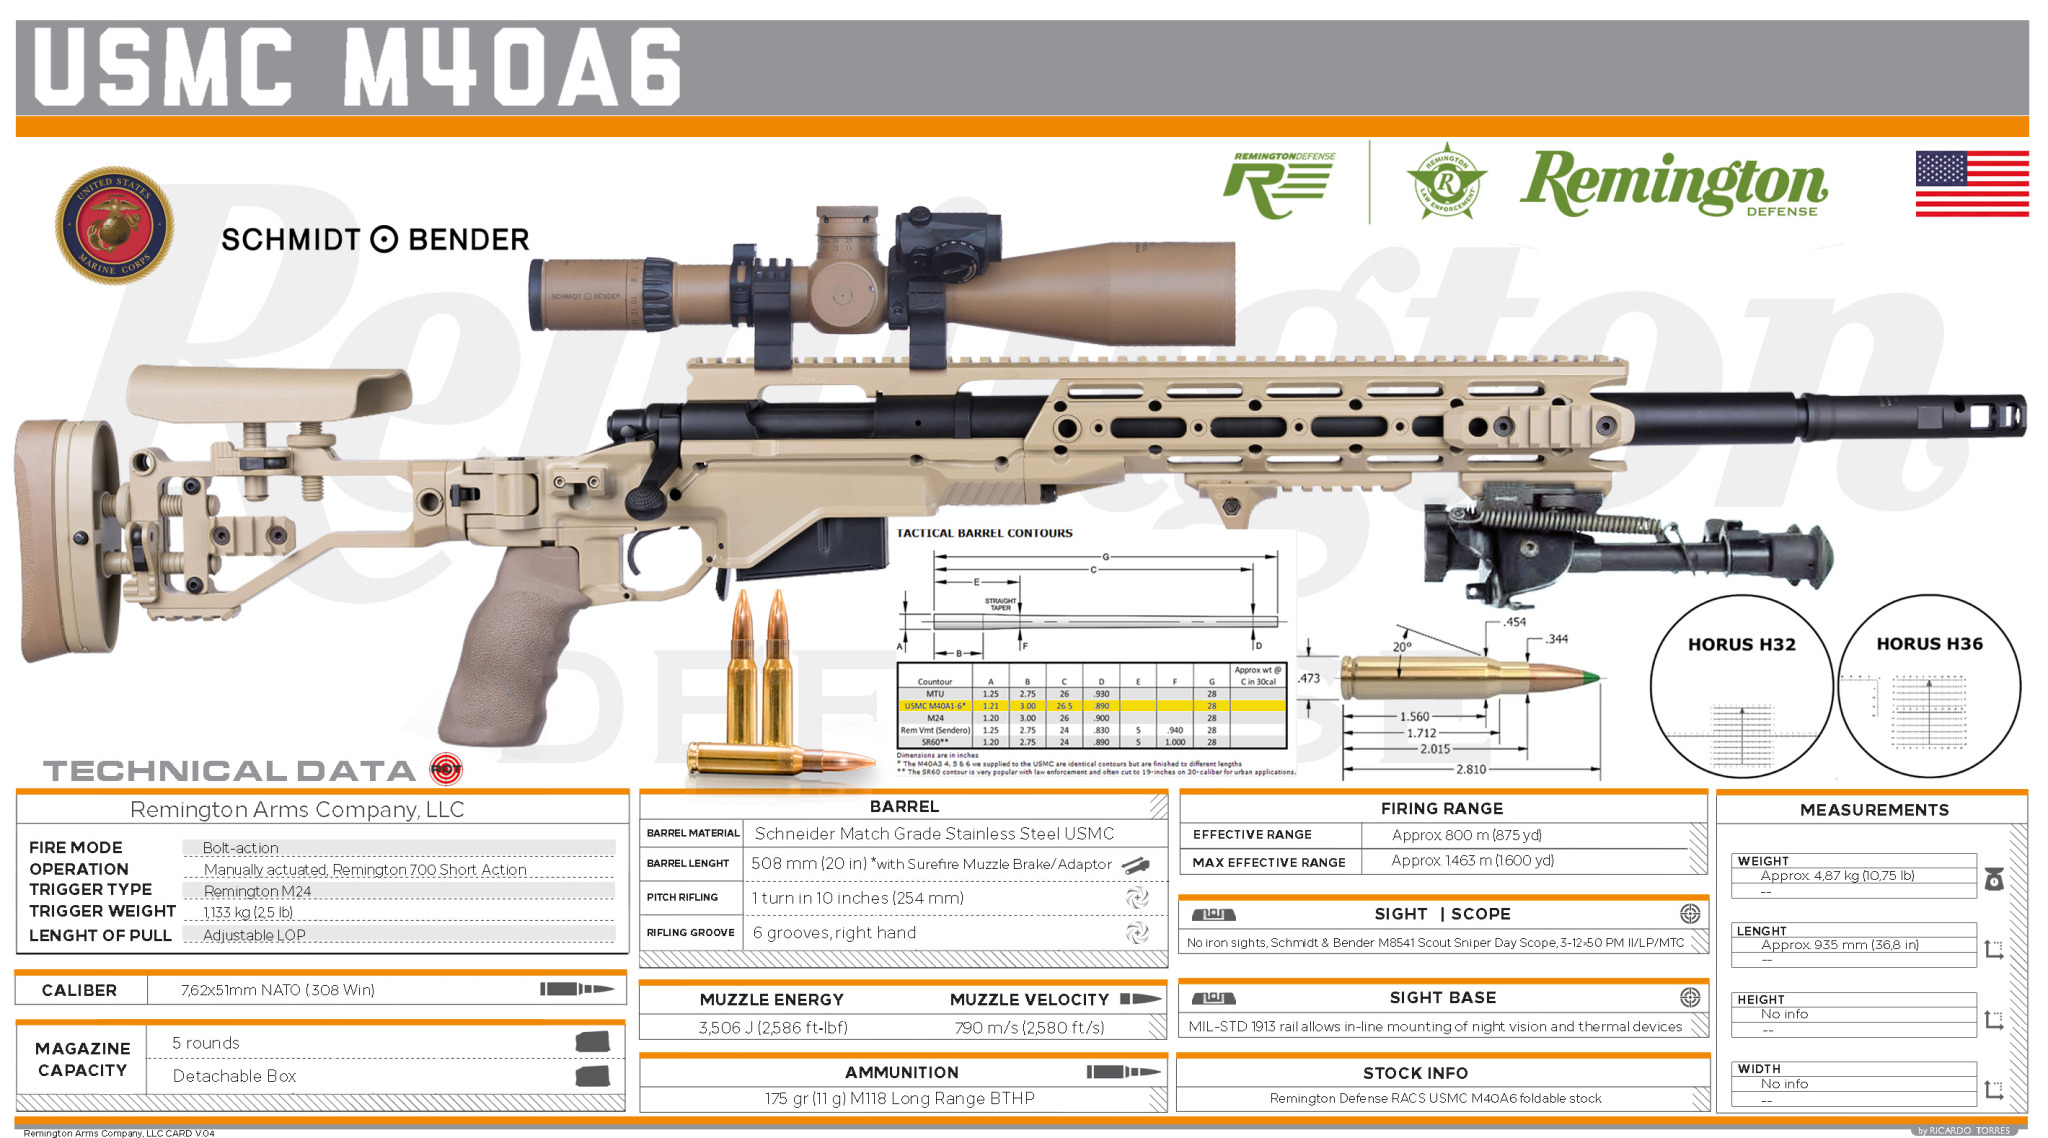 USMC M40A6
UNITED STATES
MARINE CORPS
SCHMIDT BENDER
REMINGTONDEFENSE
R
REMINGTON
R
LAW ENFORCEMENT
Remington
DEFENSE
Remington
DEFENSE
SCHMIDT BENDER
TACTICAL BARREL CONTOURS
G
C
E
STRAIGHT
TAPER
A
B
F
D
Countour A B C D E F G Approx wt @ C in 30cal
MTU 1.25 2.75 26 .930 28
USMC M40A1-6* 1.21 3.00 26.5 .890 28
M24 1.20 3.00 26 .900 28
Rem Vmt (Sendero) 1.25 2.75 24 .830 5 .940 28
SR60** 1.20 2.75 24 .890 5 1.000 28
Dimensions are in inches
* The M40A3 4, 5 & 6 we supplied to the USMC are identical contours but are finished to different lengths
** The SR60 contour is very popular with law enforcement and often cut to 19-inches on 30-caliber for urban applications.
.473
20°
.454
.344
1.560
1.712
2.015
2.810
HORUS H32
HORUS H36
TECHNICAL DATA
Remington Arms Company, LLC
FIRE MODE Bolt-action
OPERATION Manually actuated, Remington 700 Short Action
TRIGGER TYPE Remington M24
TRIGGER WEIGHT 1,133 kg (2,5 lb)
LENGHT OF PULL Adjustable LOP
CALIBER 7,62x51mm NATO (308 Win)
MAGAZINE CAPACITY
5 rounds
Detachable Box
BARREL
BARREL MATERIAL Schneider Match Grade Stainless Steel USMC
BARREL LENGHT 508 mm (20 in) *with Surefire Muzzle Brake/Adaptor
PITCH RIFLING 1 turn in 10 inches (254 mm)
RIFLING GROOVE 6 grooves, right hand
MUZZLE ENERGY MUZZLE VELOCITY
3,506 J (2,586 ft-lbf) 790 m/s (2,580 ft/s)
AMMUNITION
175 gr (11 g) M118 Long Range BTHP
FIRING RANGE
EFFECTIVE RANGE Approx. 800 m (875 yd)
MAX EFFECTIVE RANGE Approx. 1.463 m (1.600 yd)
SIGHT | SCOPE
No iron sights, Schmidt & Bender M8541 Scout Sniper Day Scope, 3-12×50 PM II/LP/MTC
SIGHT BASE
MIL-STD 1913 rail allows in-line mounting of night vision and thermal devices
STOCK INFO
Remington Defense RACS USMC M40A6 foldable stock
MEASUREMENTS
WEIGHT
Approx. 4,87 kg (10,75 lb)
--
LENGHT
Approx. 935 mm (36,8 in)
--
HEIGHT
No info
--
WIDTH
No info
--
Remington Arms Company, LLC CARD V.04
by RICARDO TORRES